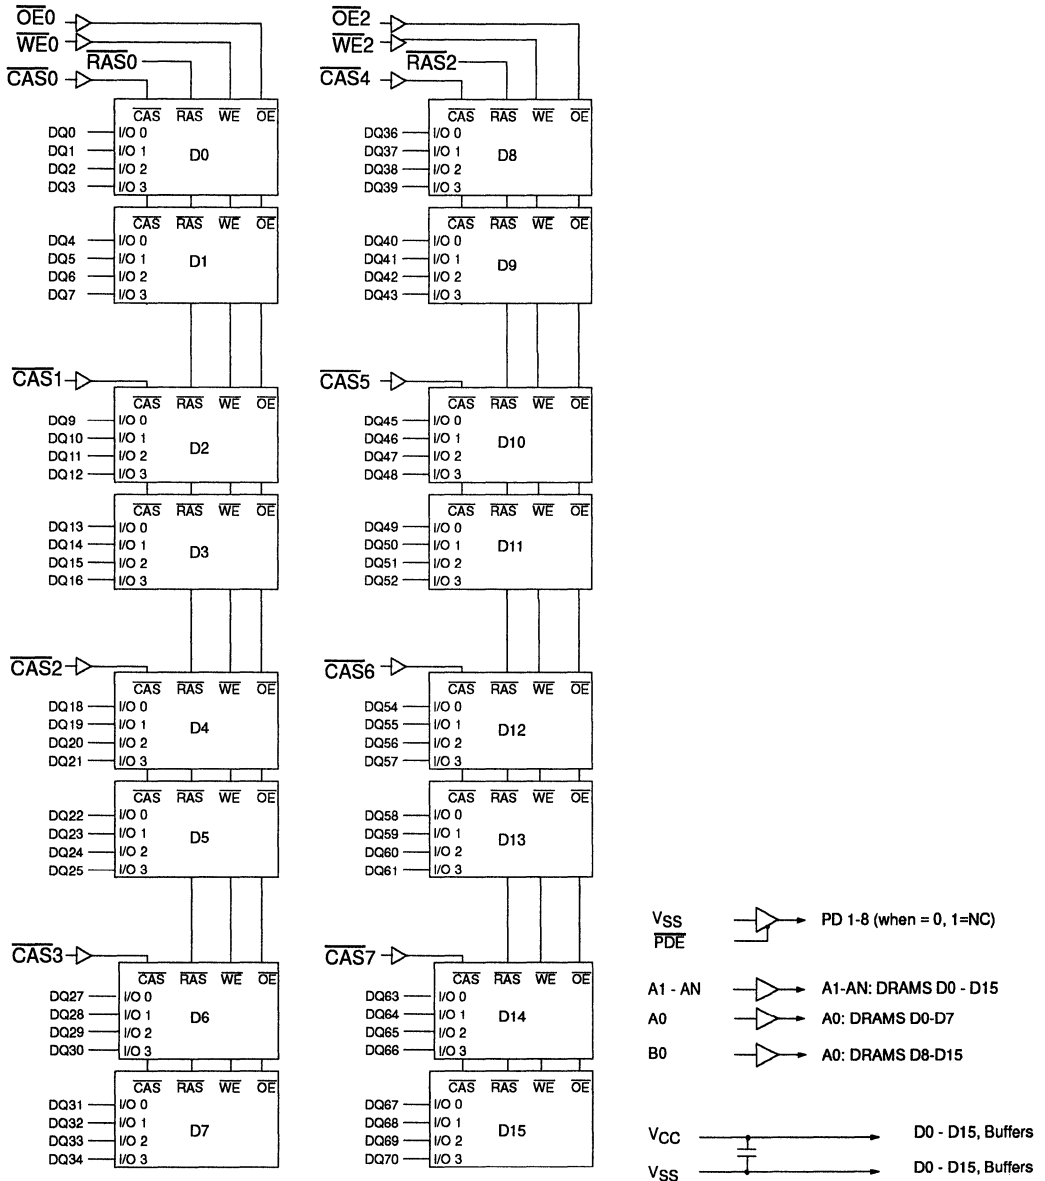 OE0
WE0
RAS0
CAS0
CAS RAS WE OE
DQ0 I/O 0
DQ1 I/O 1
DQ2 I/O 2
DQ3 I/O 3
D0
CAS RAS WE OE
DQ4 I/O 0
DQ5 I/O 1
DQ6 I/O 2
DQ7 I/O 3
D1
CAS1
CAS RAS WE OE
DQ9 I/O 0
DQ10 I/O 1
DQ11 I/O 2
DQ12 I/O 3
D2
CAS RAS WE OE
DQ13 I/O 0
DQ14 I/O 1
DQ15 I/O 2
DQ16 I/O 3
D3
CAS2
CAS RAS WE OE
DQ18 I/O 0
DQ19 I/O 1
DQ20 I/O 2
DQ21 I/O 3
D4
CAS RAS WE OE
DQ22 I/O 0
DQ23 I/O 1
DQ24 I/O 2
DQ25 I/O 3
D5
CAS3
CAS RAS WE OE
DQ27 I/O 0
DQ28 I/O 1
DQ29 I/O 2
DQ30 I/O 3
D6
CAS RAS WE OE
DQ31 I/O 0
DQ32 I/O 1
DQ33 I/O 2
DQ34 I/O 3
D7
OE2
WE2
RAS2
CAS4
CAS RAS WE OE
DQ36 I/O 0
DQ37 I/O 1
DQ38 I/O 2
DQ39 I/O 3
D8
CAS RAS WE OE
DQ40 I/O 0
DQ41 I/O 1
DQ42 I/O 2
DQ43 I/O 3
D9
CAS5
CAS RAS WE OE
DQ45 I/O 0
DQ46 I/O 1
DQ47 I/O 2
DQ48 I/O 3
D10
CAS RAS WE OE
DQ49 I/O 0
DQ50 I/O 1
DQ51 I/O 2
DQ52 I/O 3
D11
CAS6
CAS RAS WE OE
DQ54 I/O 0
DQ55 I/O 1
DQ56 I/O 2
DQ57 I/O 3
D12
CAS RAS WE OE
DQ58 I/O 0
DQ59 I/O 1
DQ60 I/O 2
DQ61 I/O 3
D13
CAS7
CAS RAS WE OE
DQ63 I/O 0
DQ64 I/O 1
DQ65 I/O 2
DQ66 I/O 3
D14
CAS RAS WE OE
DQ67 I/O 0
DQ68 I/O 1
DQ69 I/O 2
DQ70 I/O 3
D15
VSS PD 1-8 (when = 0, 1=NC)
PDE
A1 - AN A1-AN: DRAMS D0 - D15
A0 A0: DRAMS D0-D7
B0 A0: DRAMS D8-D15
VCC D0 - D15, Buffers
VSS D0 - D15, Buffers